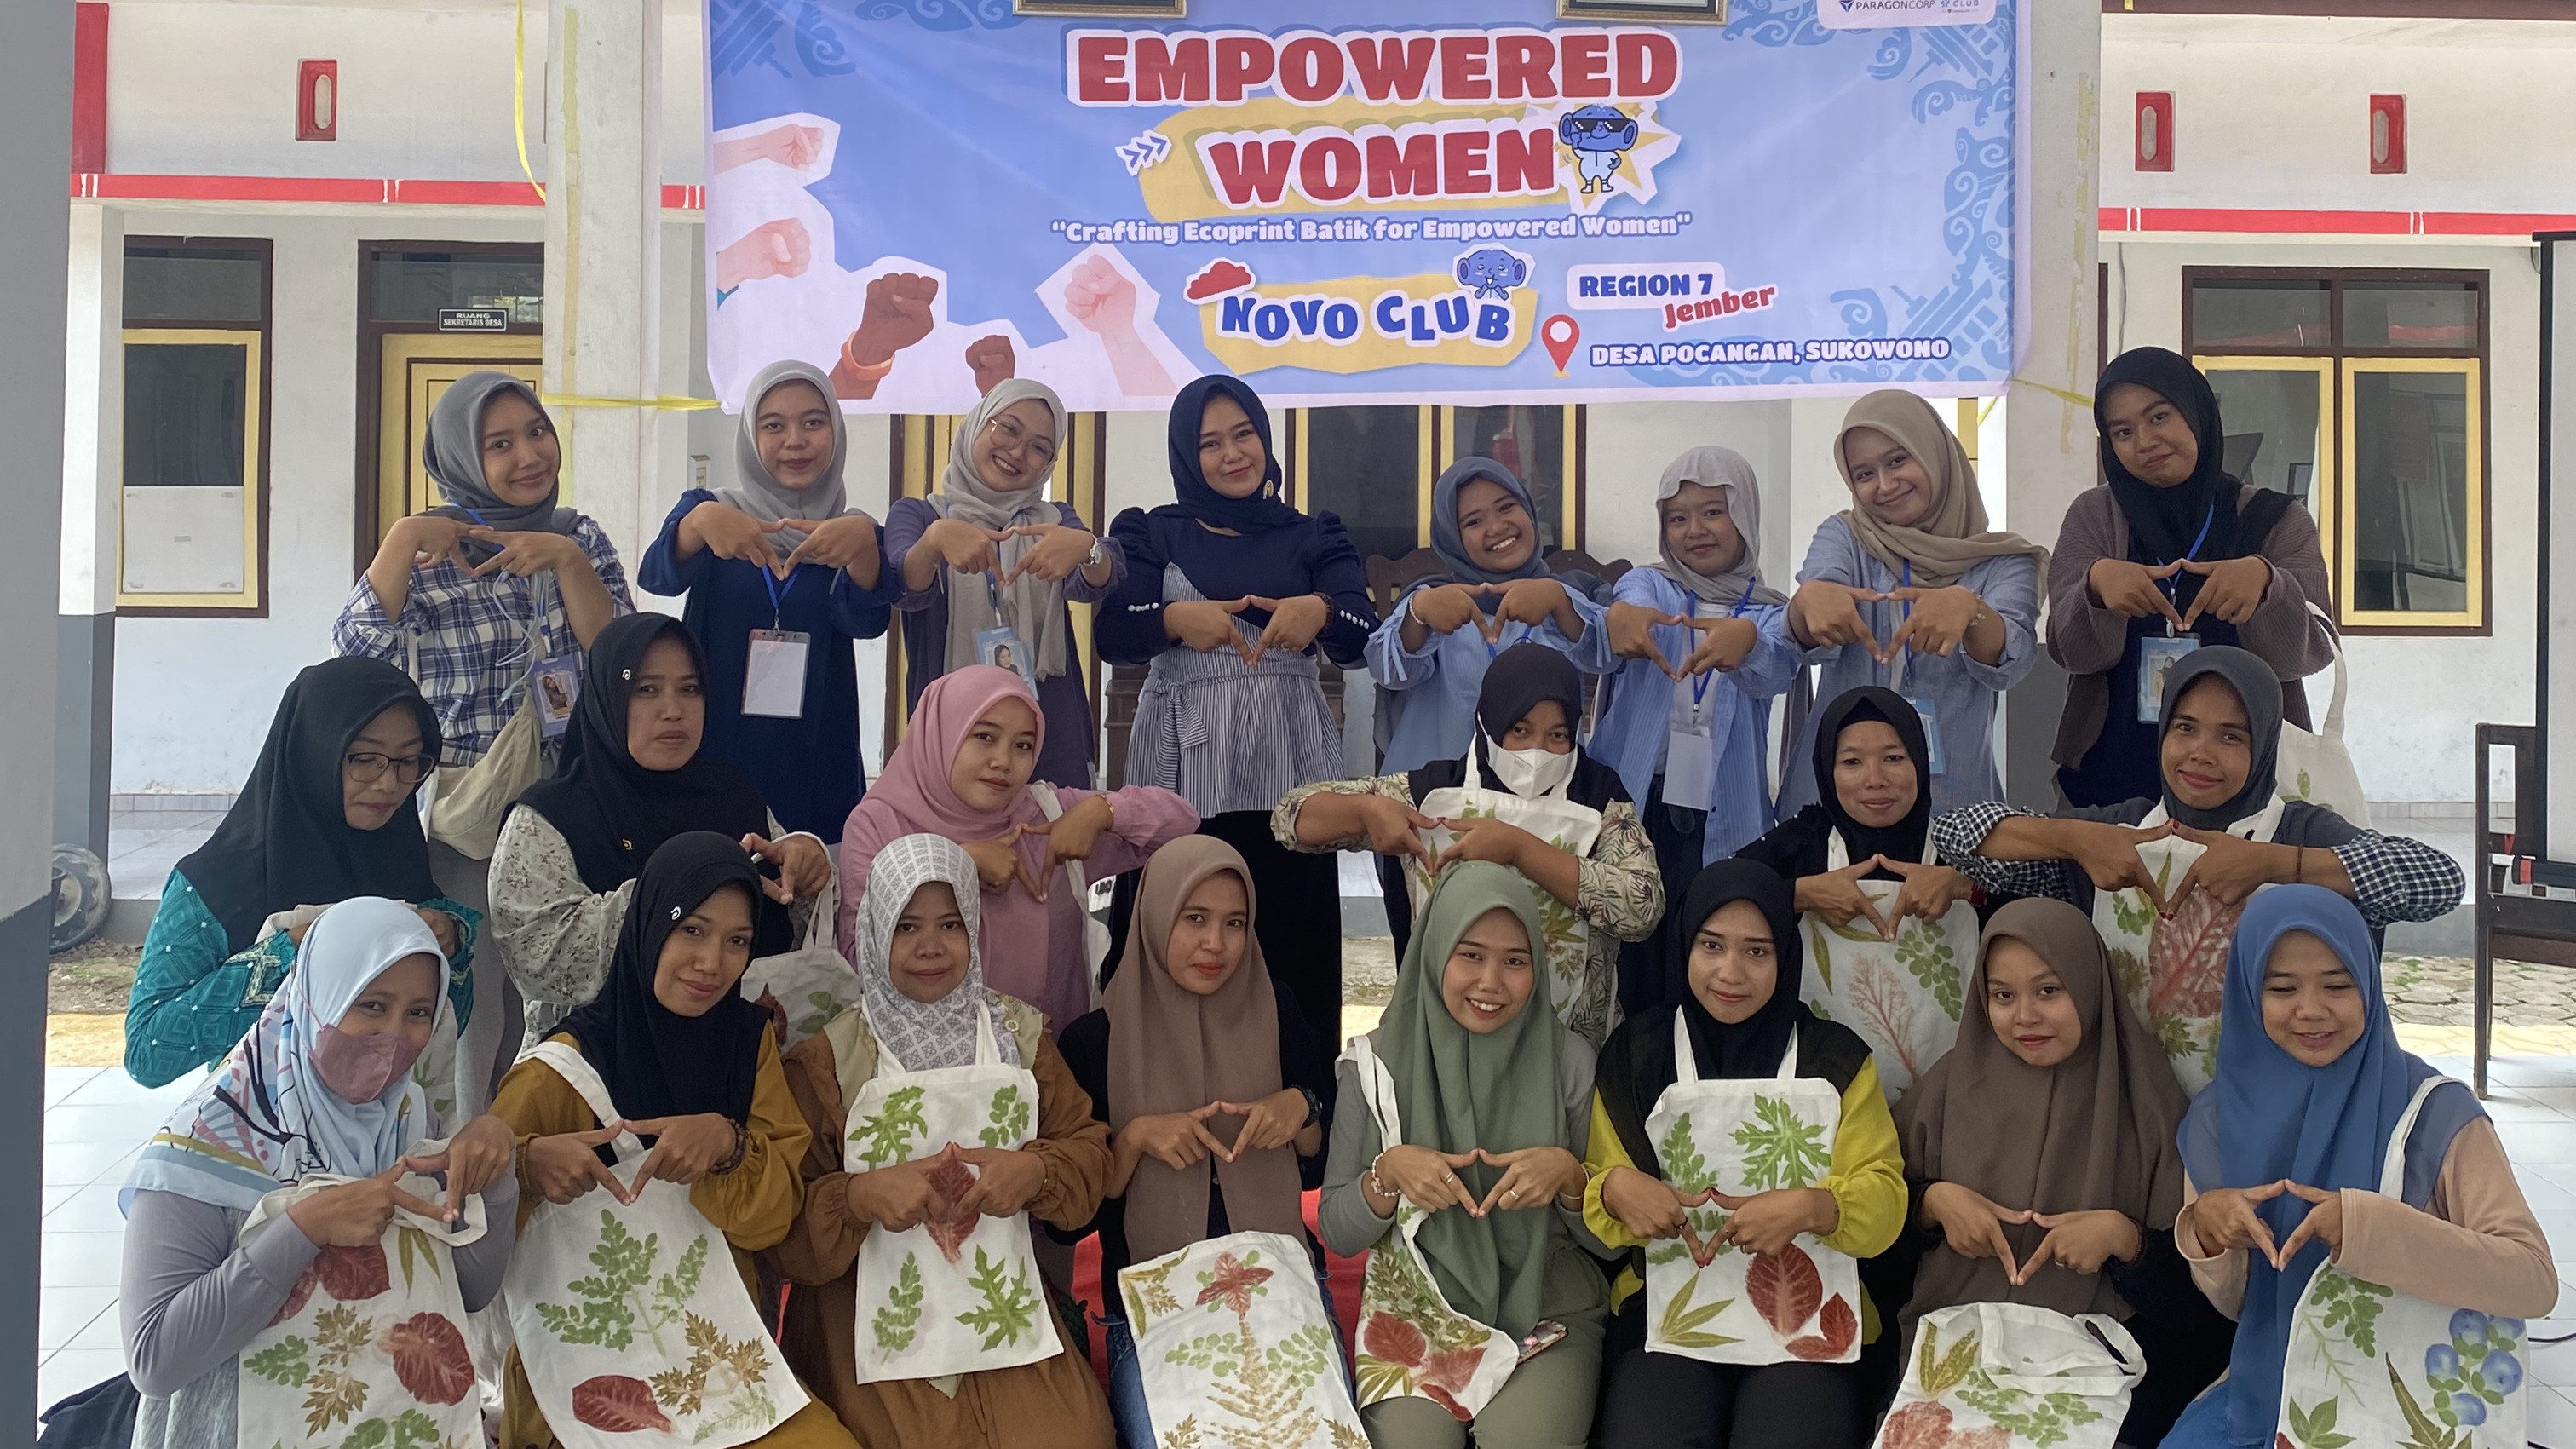 PARAGONCORP
CLUB
EMPOWERED
WOMEN
"Crafting Ecoprint Batik for Empowered Women"
NOVO CLUB
REGION 7
Jember
DESA POCANGAN, SUKOWONO
RUANG
SEKRETARIS DESA